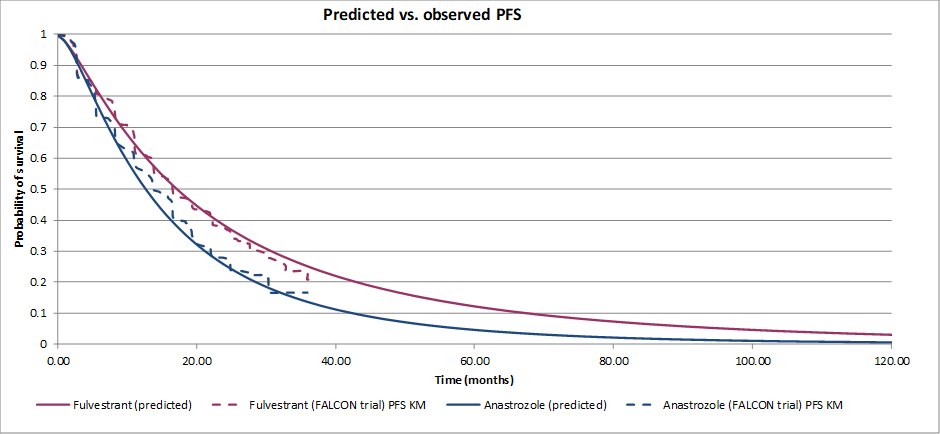 Predicted vs. observed PFS
1
0.9
0.8
0.7
0.6
0.5
0.4
0.3
0.2
0.1
0
Probability of survival
0.00 20.00 40.00 60.00 80.00 100.00 120.00
Time (months)
Fulvestrant (predicted) Fulvestrant (FALCON trial) PFS KM Anastrozole (predicted) Anastrozole (FALCON trial) PFS KM